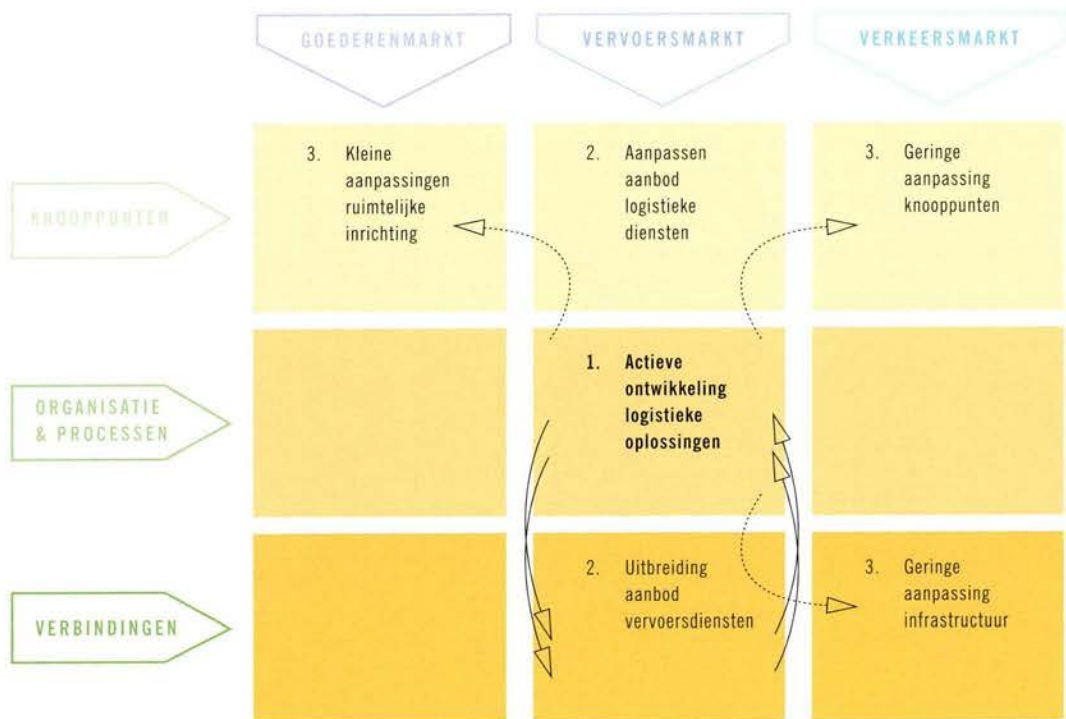 GOEDERENMARKT
VERVOERSMARKT
VERKEERSMARKT
KNOOPPUNTEN
3. Kleine
aanpassingen
ruimtelijke
inrichting
2. Aanpassen
aanbod
logistieke
diensten
3. Geringe
aanpassing
knooppunten
ORGANISATIE
& PROCESSEN
1. Actieve
ontwikkeling
logistieke
oplossingen
VERBINDINGEN
2. Uitbreiding
aanbod
vervoersdiensten
3. Geringe
aanpassing
infrastructuur